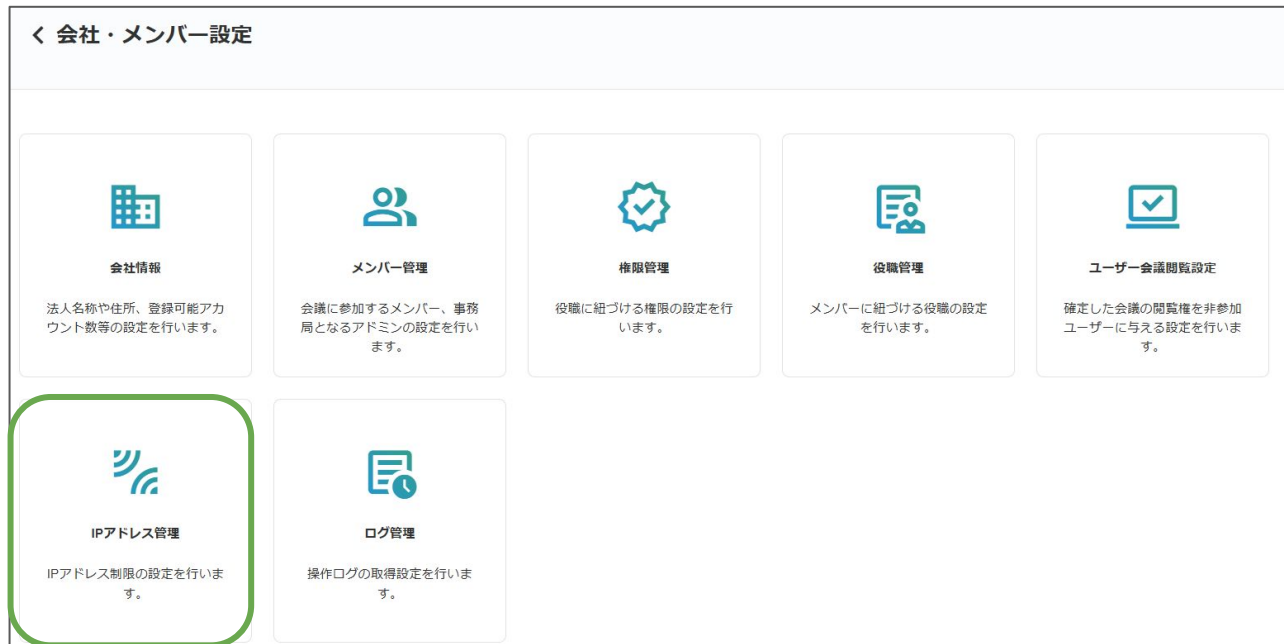 会社・メンバー設定
会社情報
法人名称や住所、登録可能アカ
ウント数等の設定を行います。
メンバー管理
会議に参加するメンバー、事務
局となるアドミンの設定を行い
ます。
権限管理
役職に紐づける権限の設定を行
います。
役職管理
メンバーに紐づける役職の設定
を行います。
ユーザー会議閲覧設定
確定した会議の閲覧権を非参加
ユーザーに与える設定を行いま
す。
IPアドレス管理
IPアドレス制限の設定を行いま
す。
ログ管理
操作ログの取得設定を行いま
す。